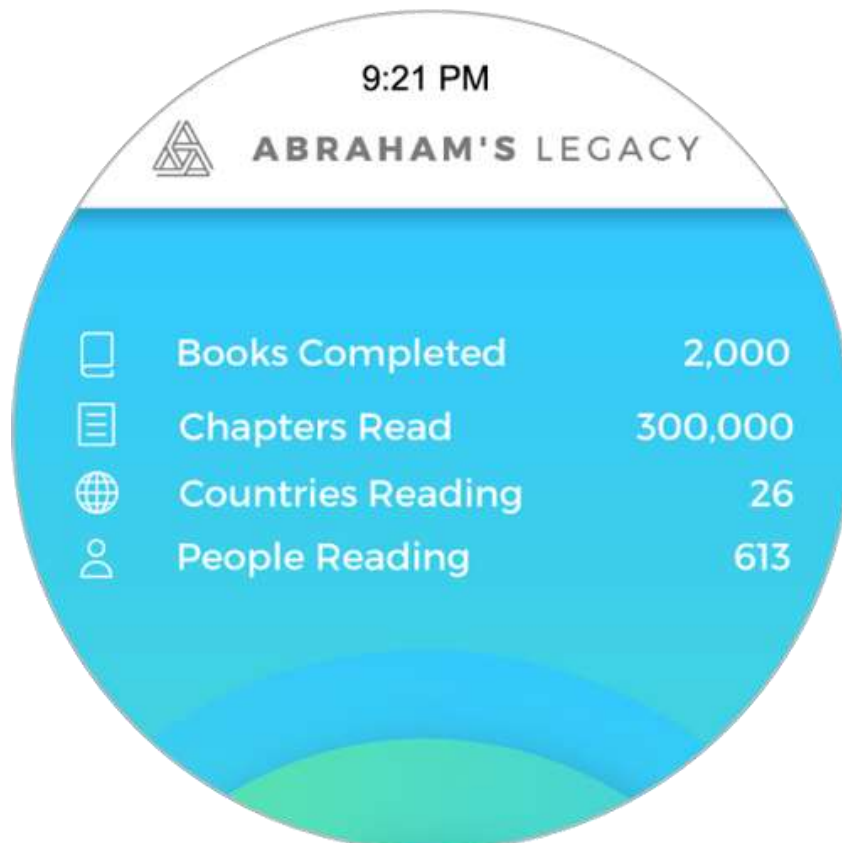 9:21 PM
ABRAHAM'S LEGACY
Books Completed 2,000
Chapters Read 300,000
Countries Reading 26
People Reading 613